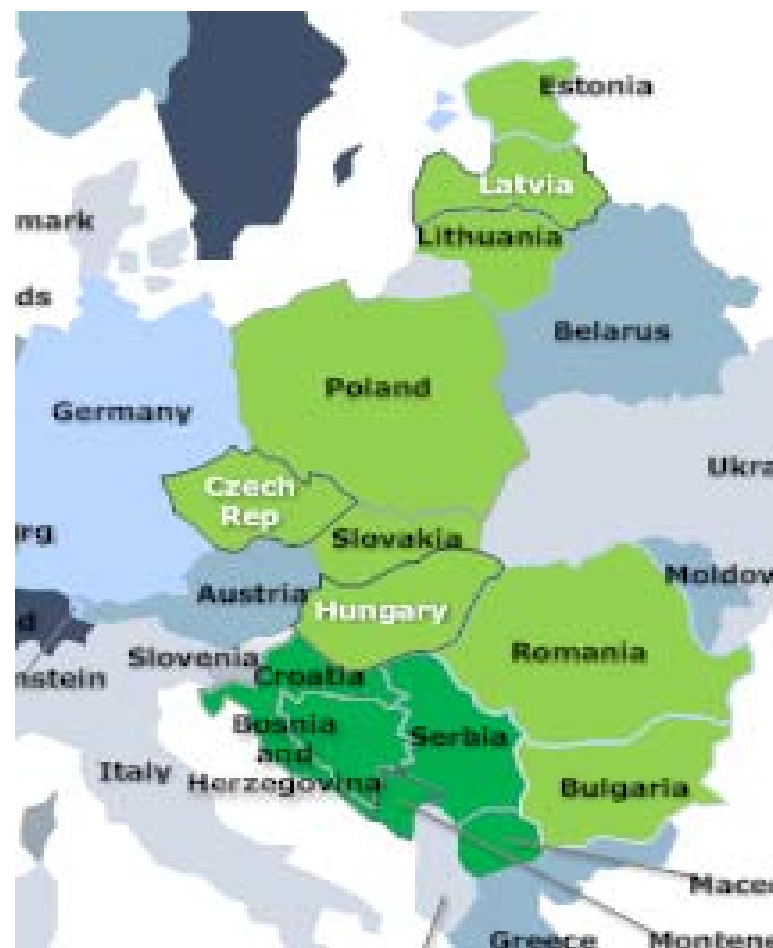 Estonia
Latvia
mark
Lithuania
ds
Belarus
Poland
Germany
Ukra
Czech
Rep
rg
Slovakia
Moldov
Austria
Hungary
d
Romania
Slovenia
nstein
Croatia
Bosnia
and
Herzegovina
Serbia
Italy
Bulgaria
Mace
Montene
Greece